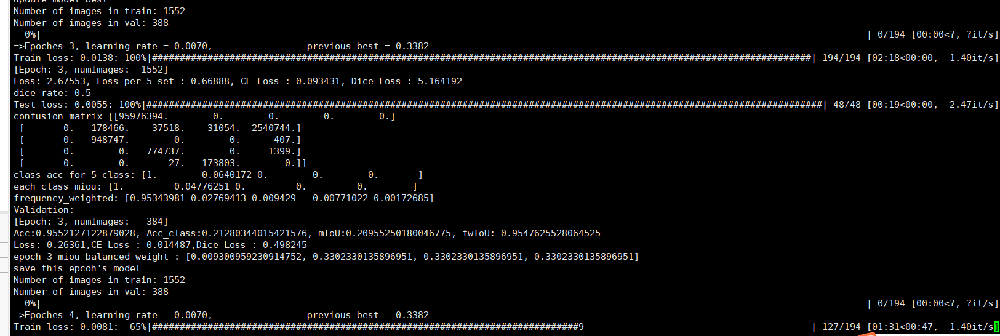 update model best
Number of images in train: 1552
Number of images in val: 388
0%| | 0/194 [00:00<?, ?it/s]
=>Epoches 3, learning rate = 0.0070, previous best = 0.3382
Train loss: 0.0138: 100%|#######################################################################################################################| 194/194 [02:18<00:00, 1.40it/s]
[Epoch: 3, numImages: 1552]
Loss: 2.67553, Loss per 5 set : 0.66888, CE Loss : 0.093431, Dice Loss : 5.164192
dice rate: 0.5
Test loss: 0.0055: 100%|##########################################################################################################################| 48/48 [00:19<00:00, 2.47it/s]
confusion matrix [[95976394. 0. 0. 0. 0.]
[ 0. 178466. 37518. 31054. 2540744.]
[ 0. 948747. 0. 0. 407.]
[ 0. 0. 774737. 0. 1399.]
[ 0. 0. 27. 173803. 0.]]
class acc for 5 class: [1. 0.0640172 0. 0. 0. ]
each class miou: [1. 0.04776251 0. 0. 0. ]
frequency_weighted: [0.95343981 0.02769413 0.009429 0.00771022 0.00172685]
Validation:
[Epoch: 3, numImages: 384]
Acc:0.9552127122879028, Acc_class:0.21280344015421576, mIoU:0.20955250180046775, fwIoU: 0.9547625528064525
Loss: 0.26361,CE Loss : 0.014487,Dice Loss : 0.498245
epoch 3 miou balanced weight : [0.009300959230914752, 0.3302330135896951, 0.3302330135896951, 0.3302330135896951]
save this epcoh's model
Number of images in train: 1552
Number of images in val: 388
0%| | 0/194 [00:00<?, ?it/s]
=>Epoches 4, learning rate = 0.0070, previous best = 0.3382
Train loss: 0.0081: 65%|#############################################################################9 | 127/194 [01:31<00:47, 1.40it/s]